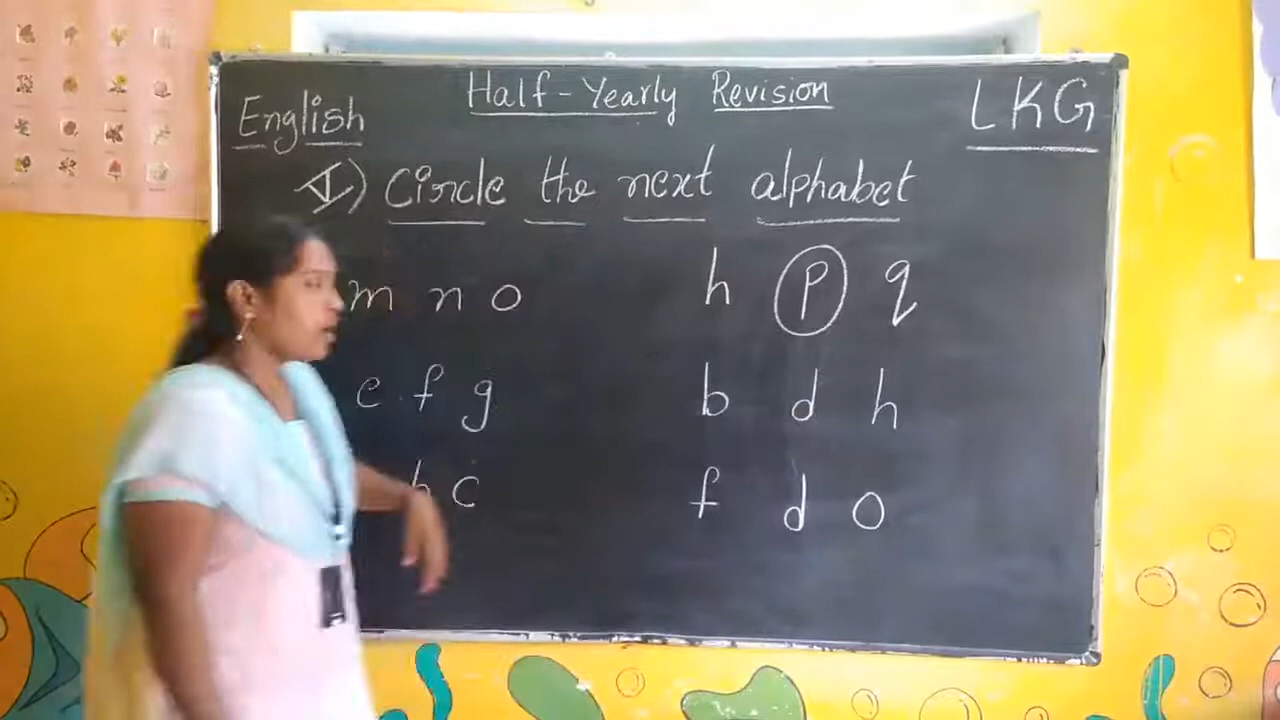 Half-Yearly Revision
English
LKG
I) Circle the next alphabet
m n o h p q
e f g b d h
b c f d o